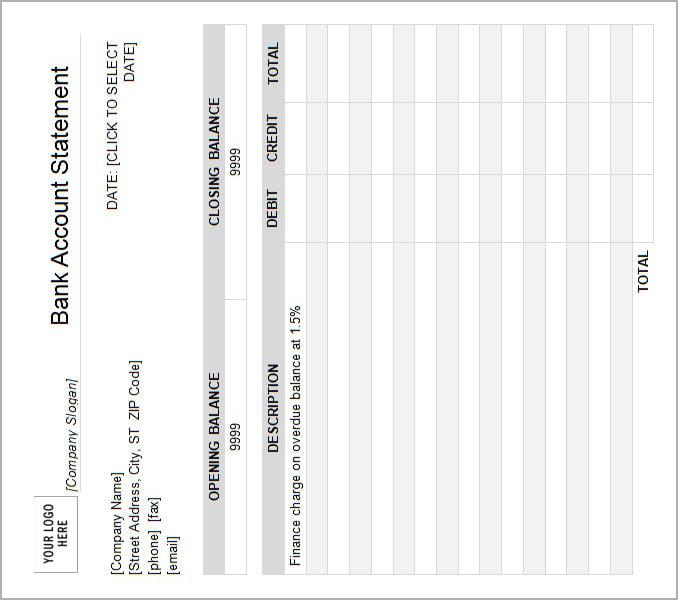 YOUR LOGO
HERE
[Company Slogan]
Bank Account Statement
[Company Name]
[Street Address, City, ST  ZIP Code]
[phone]  [fax]
[email]
DATE: [CLICK TO SELECT
DATE]
OPENING BALANCE CLOSING BALANCE
9999 9999
DESCRIPTION DEBIT CREDIT TOTAL
Finance charge on overdue balance at 1.5%
TOTAL